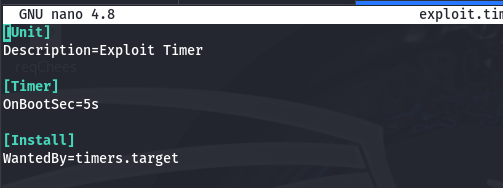 GNU nano 4.8 exploit.tim
[Unit]
Description=Exploit Timer
[Timer]
OnBootSec=5s
[Install]
WantedBy=timers.target